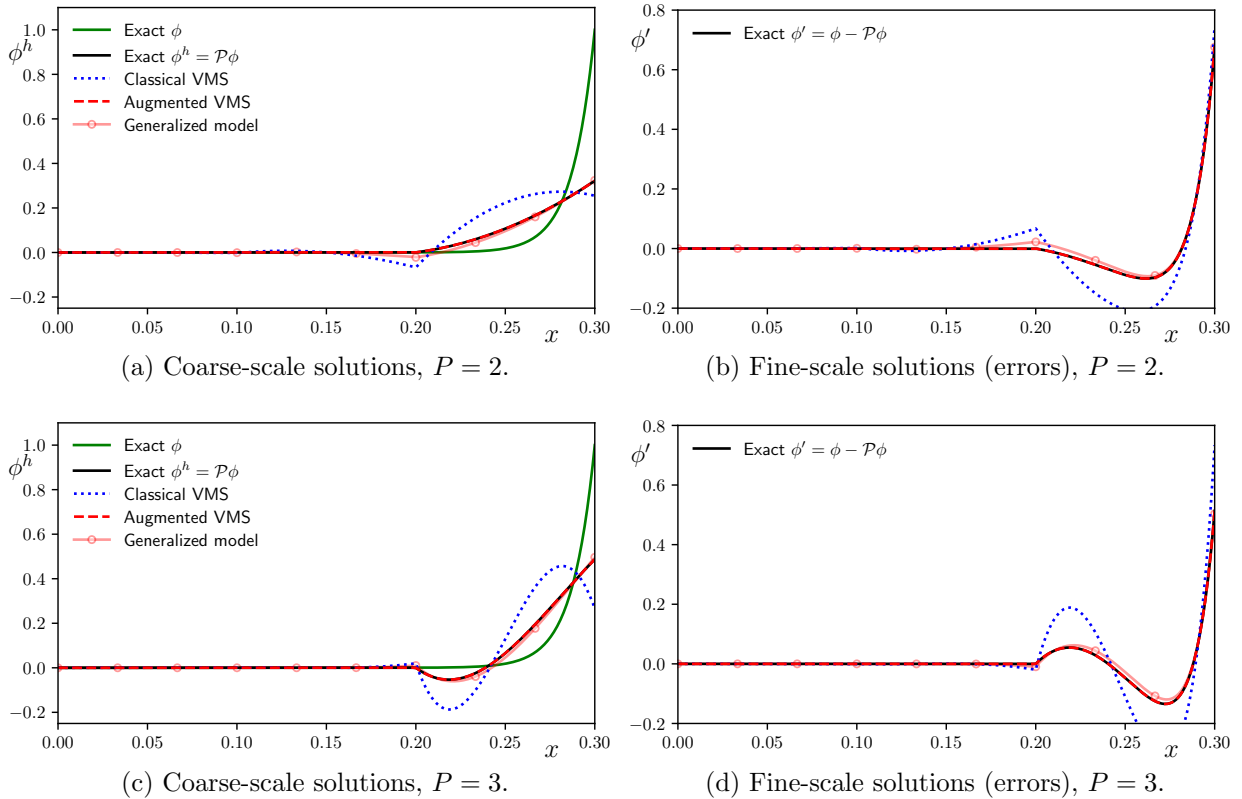 1.0
0.8
0.6
0.4
0.2
0.0
−0.2
ϕ^h
Exact ϕ
Exact ϕ^h = 𝒫ϕ
Classical VMS
Augmented VMS
Generalized model
0.00 0.05 0.10 0.15 0.20 0.25 0.30
x
(a) Coarse-scale solutions, P = 2.
0.8
0.6
0.4
0.2
0.0
−0.2
ϕ′
Exact ϕ′ = ϕ − 𝒫ϕ
0.00 0.05 0.10 0.15 0.20 0.25 0.30
x
(b) Fine-scale solutions (errors), P = 2.
1.0
0.8
0.6
0.4
0.2
0.0
−0.2
ϕ^h
Exact ϕ
Exact ϕ^h = 𝒫ϕ
Classical VMS
Augmented VMS
Generalized model
0.00 0.05 0.10 0.15 0.20 0.25 0.30
x
(c) Coarse-scale solutions, P = 3.
0.8
0.6
0.4
0.2
0.0
−0.2
ϕ′
Exact ϕ′ = ϕ − 𝒫ϕ
0.00 0.05 0.10 0.15 0.20 0.25 0.30
x
(d) Fine-scale solutions (errors), P = 3.